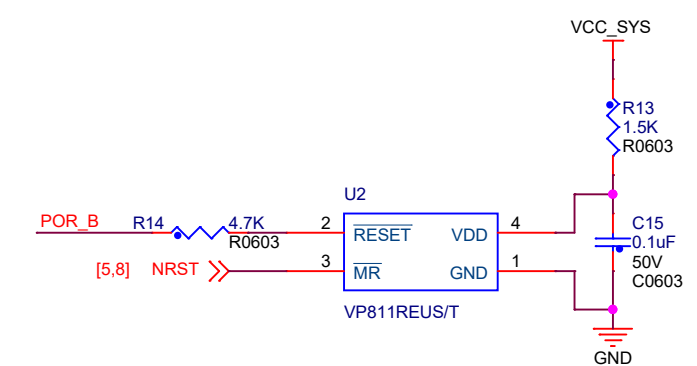 VCC_SYS
R13
1.5K
R0603
U2
POR_B
R14
4.7K
R0603
2
RESET
VDD
4
C15
0.1uF
50V
C0603
[5,8]
NRST
3
MR
GND
1
VP811REUS/T
GND